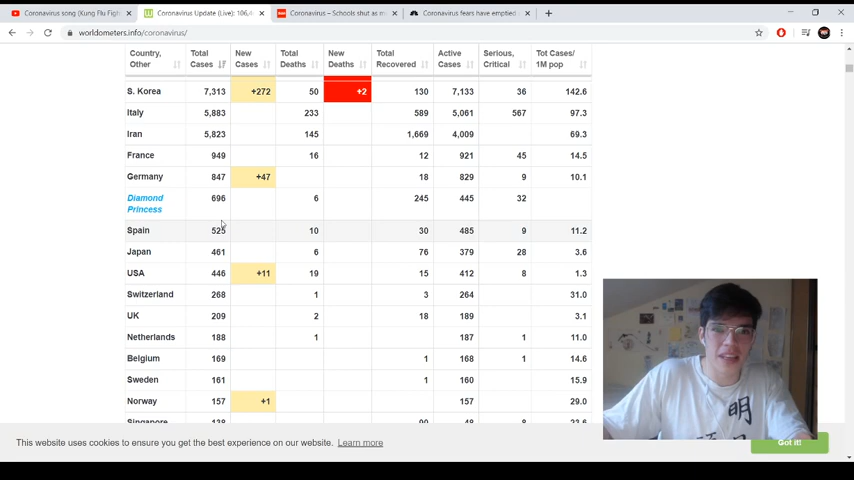 Coronavirus song (Kung Flu Figh
Coronavirus Update (Live): 106,4
Coronavirus – Schools shut as m
Coronavirus fears have emptied a
worldometers.info/coronavirus/
Country, Other Total Cases New Cases Total Deaths New Deaths Total Recovered Active Cases Serious, Critical Tot Cases/ 1M pop
S. Korea 7,313 +272 50 +2 130 7,133 36 142.6
Italy 5,883 233 589 5,061 567 97.3
Iran 5,823 145 1,669 4,009 69.3
France 949 16 12 921 45 14.5
Germany 847 +47 18 829 9 10.1
Diamond Princess 696 6 245 445 32
Spain 525 10 30 485 9 11.2
Japan 461 6 76 379 28 3.6
USA 446 +11 19 15 412 8 1.3
Switzerland 268 1 3 264 31.0
UK 209 2 18 189 3.1
Netherlands 188 1 187 1 11.0
Belgium 169 1 168 1 14.6
Sweden 161 1 160 15.9
Norway 157 +1 157 29.0
Singapore 138 90 48 8 23.6
明
This website uses cookies to ensure you get the best experience on our website. Learn more
Got it!